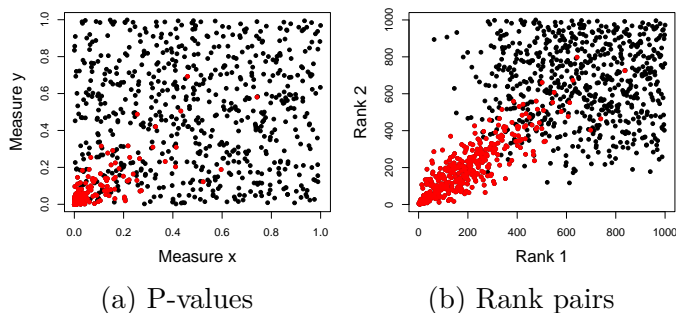 1.0
0.8
0.6
0.4
0.2
0.0
Measure y
0.0 0.2 0.4 0.6 0.8 1.0
Measure x
(a) P-values
1000
800
600
400
200
0
Rank 2
0 200 400 600 800 1000
Rank 1
(b) Rank pairs